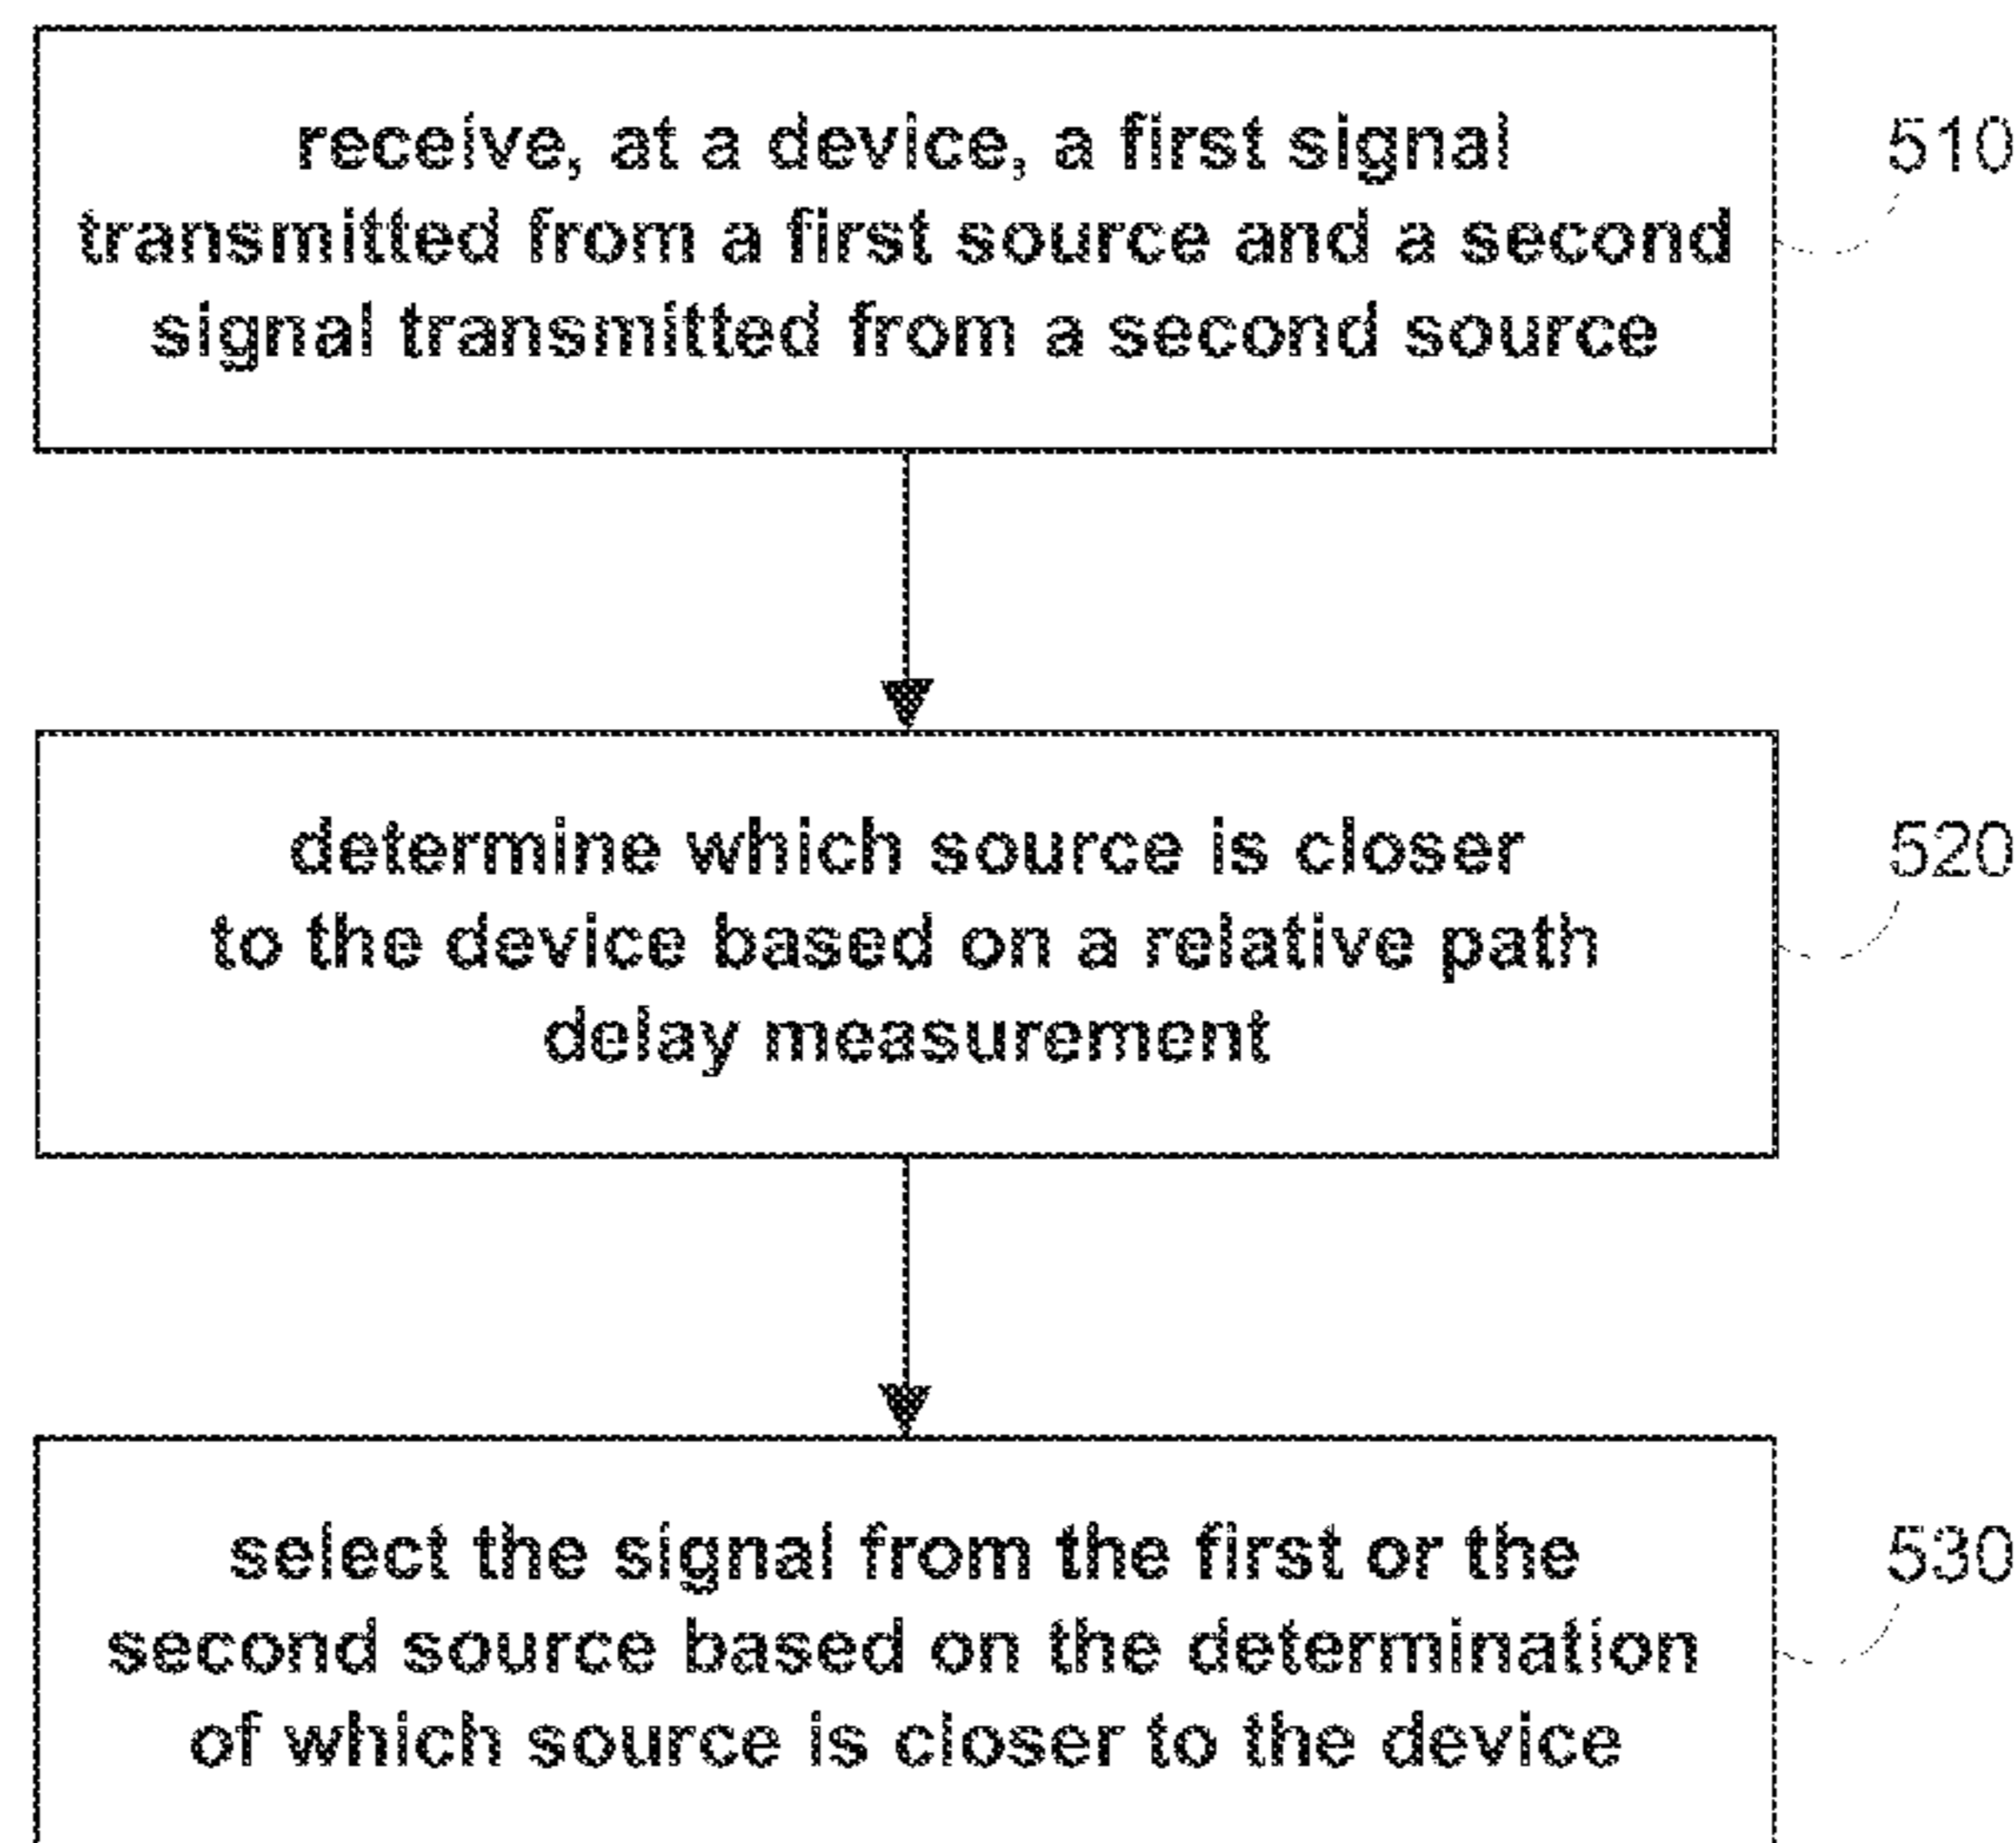 receive, at a device, a first signal
transmitted from a first source and a second
signal transmitted from a second source
510
determine which source is closer
to the device based on a relative path
delay measurement
520
select the signal from the first or the
second source based on the determination
of which source is closer to the device
530